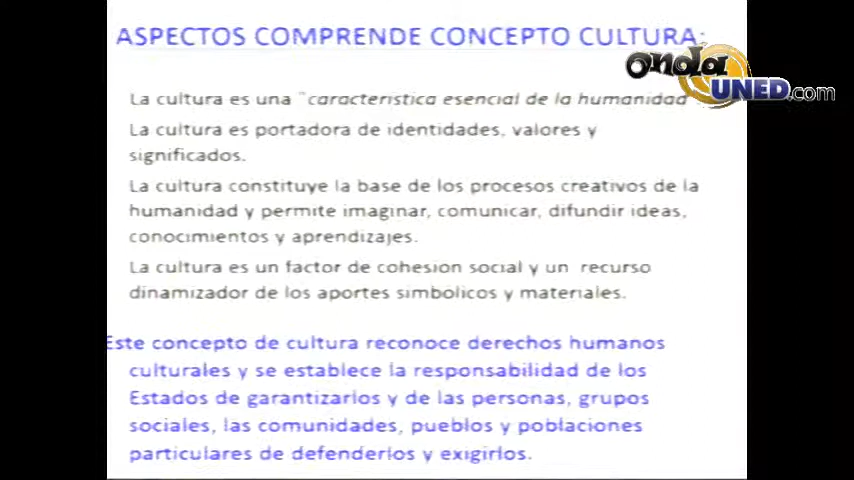 ASPECTOS COMPRENDE CONCEPTO CULTURA:
onda
UNED.com
La cultura es una "característica esencial de la humanidad"
La cultura es portadora de identidades, valores y
significados.
La cultura constituye la base de los procesos creativos de la
humanidad y permite imaginar, comunicar, difundir ideas,
conocimientos y aprendizajes.
La cultura es un factor de cohesión social y un recurso
dinamizador de los aportes simbólicos y materiales.
Este concepto de cultura reconoce derechos humanos
culturales y se establece la responsabilidad de los
Estados de garantizarlos y de las personas, grupos
sociales, las comunidades, pueblos y poblaciones
particulares de defenderlos y exigirlos.